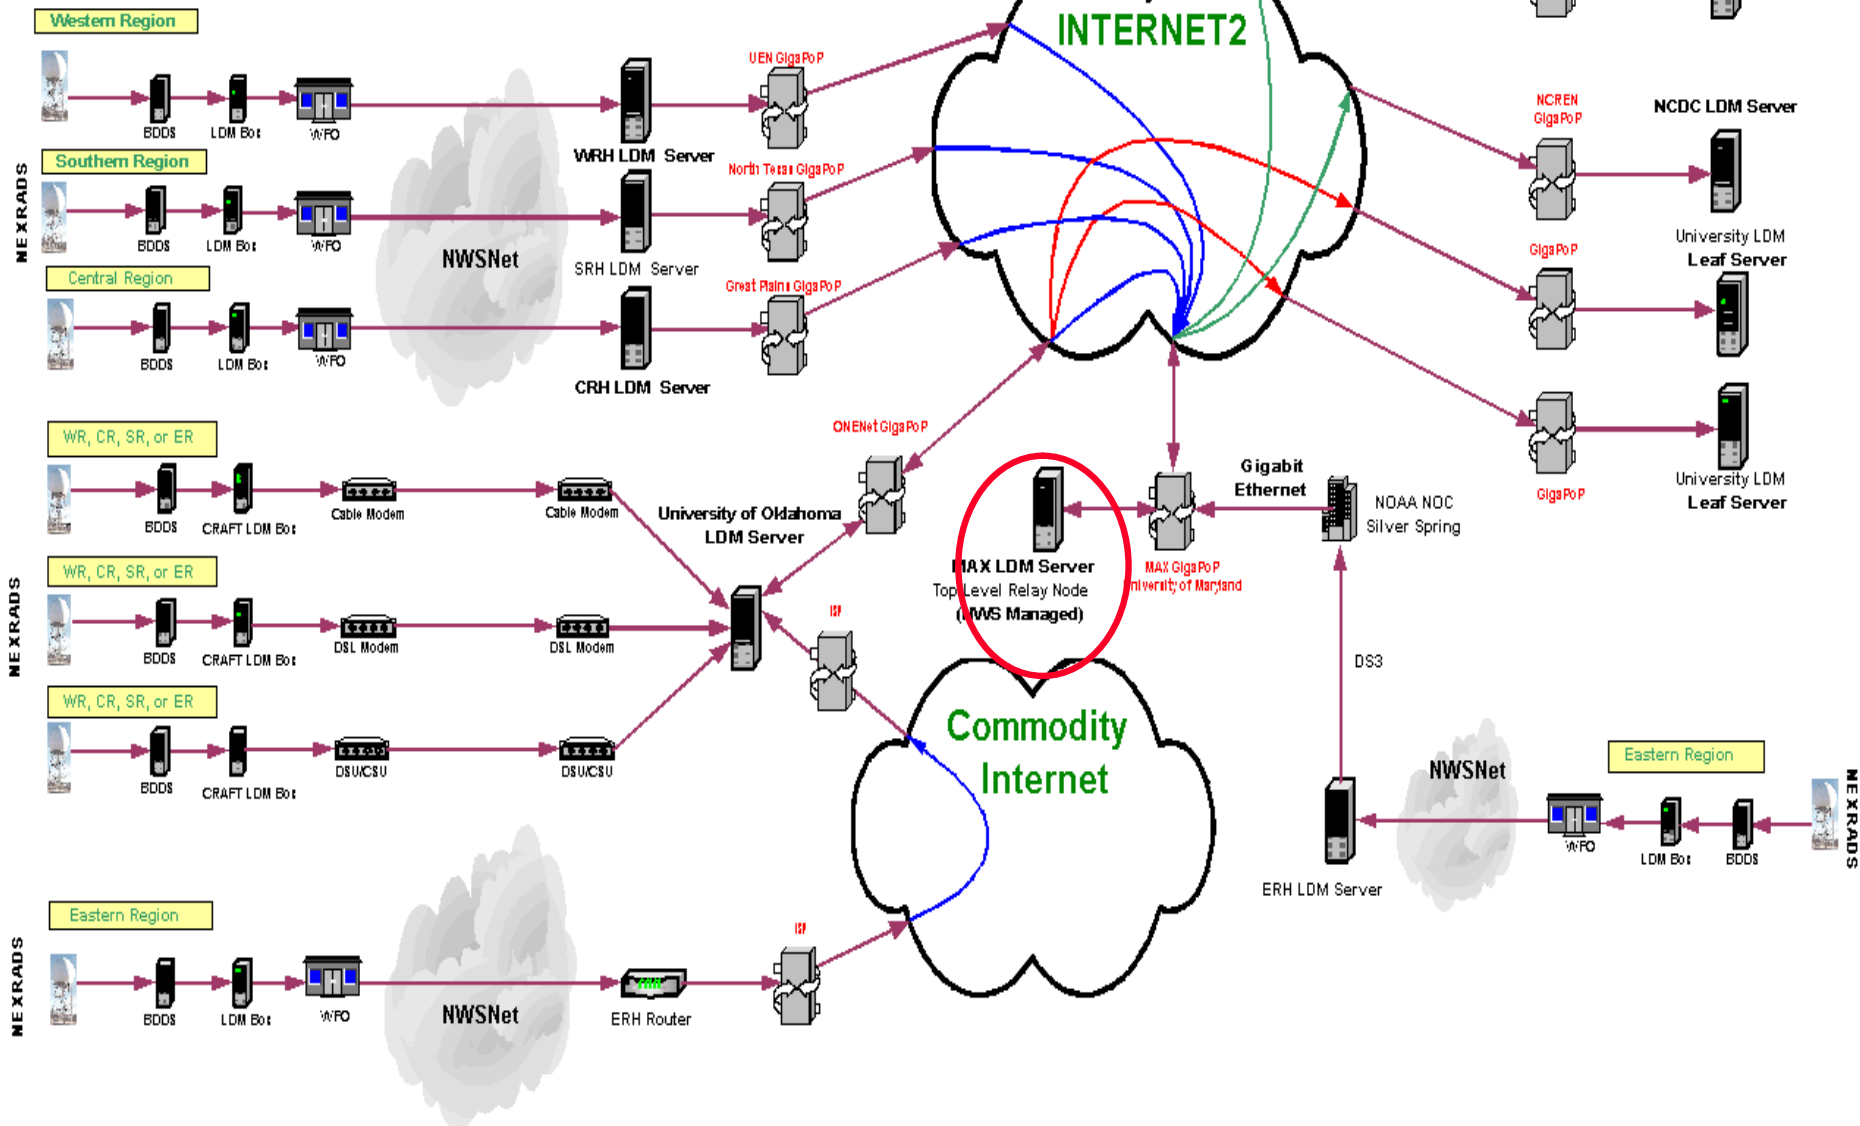 Western Region
INTERNET2
UEN GigaPoP
BDDS
LDM Box
WFO
WRH LDM Server
NCREN
GigaPoP
NCDC LDM Server
NEXRADS
Southern Region
BDDS
LDM Box
WFO
NWSNet
SRH LDM Server
North Texas GigaPoP
University LDM
Leaf Server
GigaPoP
Central Region
BDDS
LDM Box
WFO
CRH LDM Server
Great Plains GigaPoP
University LDM
Leaf Server
GigaPoP
WR, CR, SR, or ER
BDDS
CRAFT LDM Box
Cable Modem
Cable Modem
ONENet GigaPoP
University of Oklahoma
LDM Server
Gigabit
Ethernet
NOAA NOC
Silver Spring
MAX LDM Server
Top Level Relay Node
(NWS Managed)
MAX GigaPoP
University of Maryland
NEXRADS
WR, CR, SR, or ER
BDDS
CRAFT LDM Box
DSL Modem
DSL Modem
ISP
DS3
WR, CR, SR, or ER
BDDS
CRAFT LDM Box
DSU/CSU
DSU/CSU
Commodity
Internet
NWSNet
Eastern Region
ERH LDM Server
WFO
LDM Box
BDDS
NEXRADS
NEXRADS
Eastern Region
BDDS
LDM Box
WFO
NWSNet
ERH Router
ISP